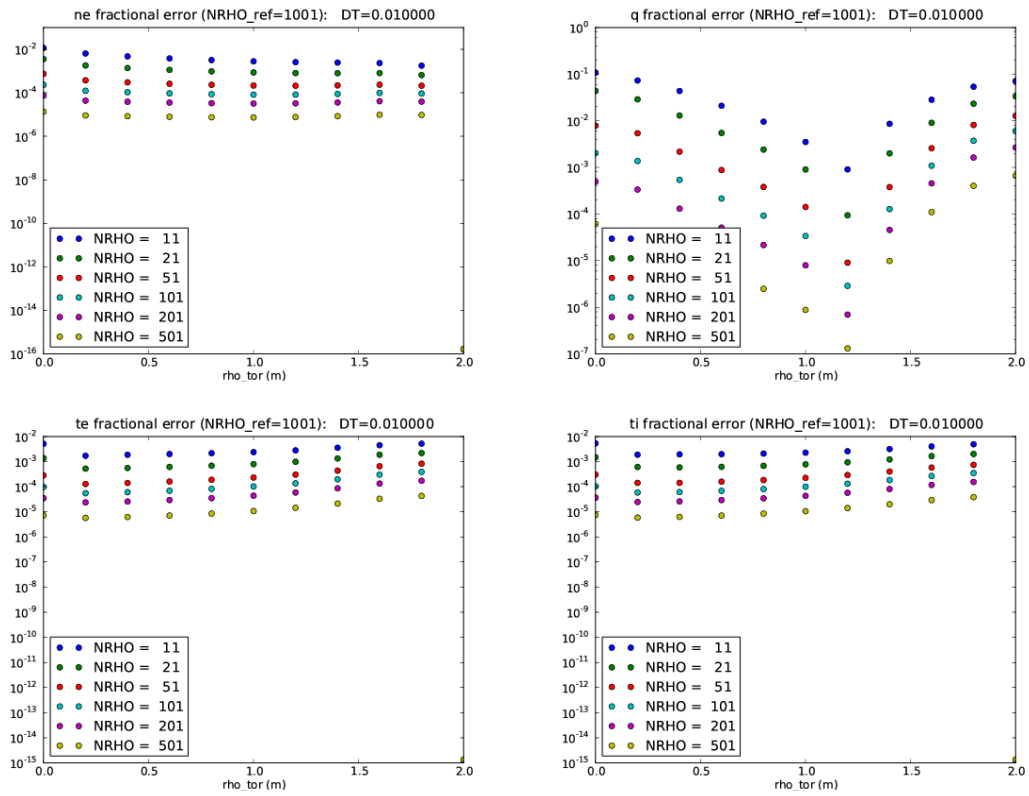 ne fractional error (NRHO_ref=1001): DT=0.010000
10^-2
10^-4
10^-6
10^-8
10^-10
10^-12
10^-14
10^-16
NRHO = 11
NRHO = 21
NRHO = 51
NRHO = 101
NRHO = 201
NRHO = 501
0.0 0.5 1.0 1.5 2.0
rho_tor (m)
q fractional error (NRHO_ref=1001): DT=0.010000
10^0
10^-1
10^-2
10^-3
10^-4
10^-5
10^-6
10^-7
NRHO = 11
NRHO = 21
NRHO = 51
NRHO = 101
NRHO = 201
NRHO = 501
0.0 0.5 1.0 1.5 2.0
rho_tor (m)
te fractional error (NRHO_ref=1001): DT=0.010000
10^-2
10^-3
10^-4
10^-5
10^-6
10^-7
10^-8
10^-9
10^-10
10^-11
10^-12
10^-13
10^-14
10^-15
NRHO = 11
NRHO = 21
NRHO = 51
NRHO = 101
NRHO = 201
NRHO = 501
0.0 0.5 1.0 1.5 2.0
rho_tor (m)
ti fractional error (NRHO_ref=1001): DT=0.010000
10^-2
10^-3
10^-4
10^-5
10^-6
10^-7
10^-8
10^-9
10^-10
10^-11
10^-12
10^-13
10^-14
10^-15
NRHO = 11
NRHO = 21
NRHO = 51
NRHO = 101
NRHO = 201
NRHO = 501
0.0 0.5 1.0 1.5 2.0
rho_tor (m)